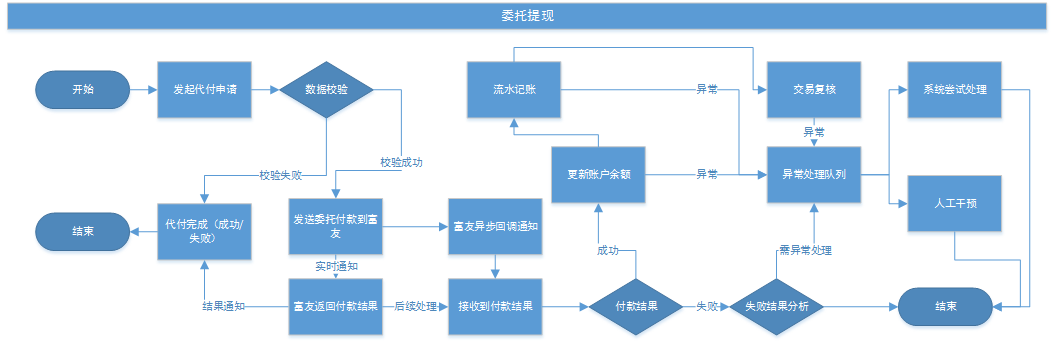 委托提现
开始
发起代付申请
数据校验
流水记账
异常
交易复核
系统尝试处理
异常
校验成功
校验失败
更新账户余额
异常
异常处理队列
人工干预
结束
代付完成（成功/
失败）
发送委托付款到富
友
富友异步回调通知
成功
需异常处理
实时通知
结果通知
富友返回付款结果
后续处理
接收到付款结果
付款结果
失败
失败结果分析
结束